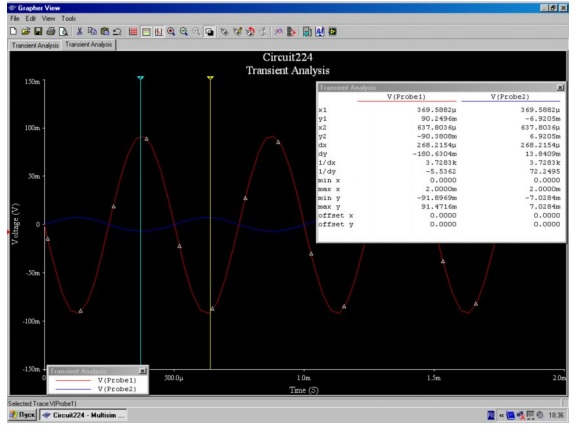 Grapher View
File Edit View Tools
Transient Analysis Transient Analysis
Circuit224
Transient Analysis
150m
100m
50m
0
-50m
-100m
-150m
Voltage (V)
Transient Analysis
V(Probe1) V(Probe2)
x1 369.5882µ 369.5882µ
y1 90.2496m -6.9205m
x2 637.8036µ 637.8036µ
y2 -90.3808m 6.9205m
dx 268.2154µ 268.2154µ
dy -180.6304m 13.8409m
1/dx 3.7283k 3.7283k
1/dy -5.5362 72.2495
min x 0.0000 0.0000
max x 2.0000m 2.0000m
min y -91.8969m -7.0284m
max y 91.4716m 7.0284m
offset x 0.0000 0.0000
offset y 0.0000 0.0000
Transient Analysis
V(Probe1)
V(Probe2)
0 500.0µ 1.0m 1.5m 2.0m
Time (S)
Selected Trace:V(Probe1)
Пуск Circuit224 - Multisim ... 18:36